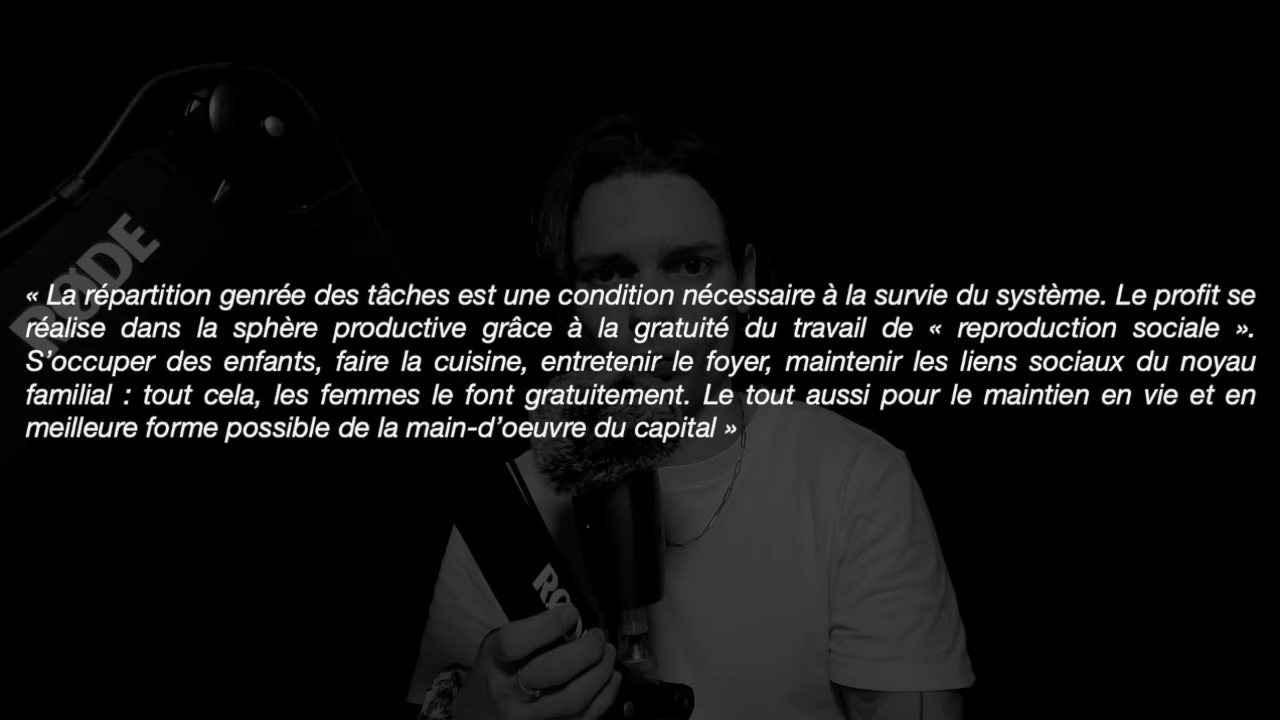 RØDE
« La répartition genrée des tâches est une condition nécessaire à la survie du système. Le profit se
réalise dans la sphère productive grâce à la gratuité du travail de « reproduction sociale ».
S’occuper des enfants, faire la cuisine, entretenir le foyer, maintenir les liens sociaux du noyau
familial : tout cela, les femmes le font gratuitement. Le tout aussi pour le maintien en vie et en
meilleure forme possible de la main-d’oeuvre du capital »